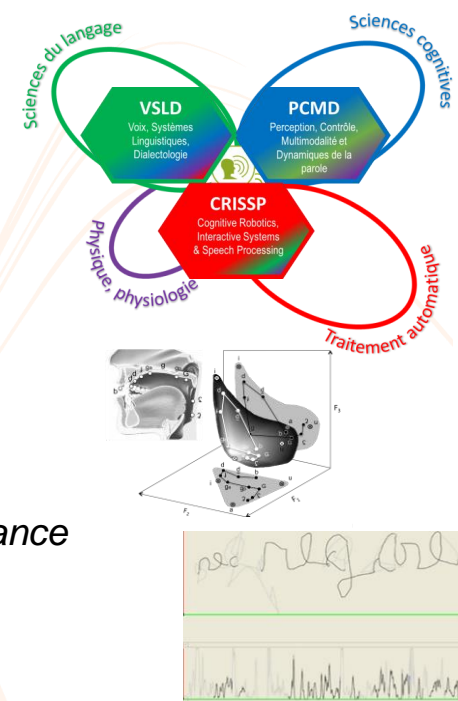 Sciences du langage
Sciences cognitives
VSLD
Voix, Systèmes
Linguistiques,
Dialectologie
PCMD
Perception, Contrôle,
Multimodalité et
Dynamiques de la
parole
CRISSP
Cognitive Robotics,
Interactive Systems
& Speech Processing
Physique, physiologie
Traitement automatique
F3
F2
F1
ance